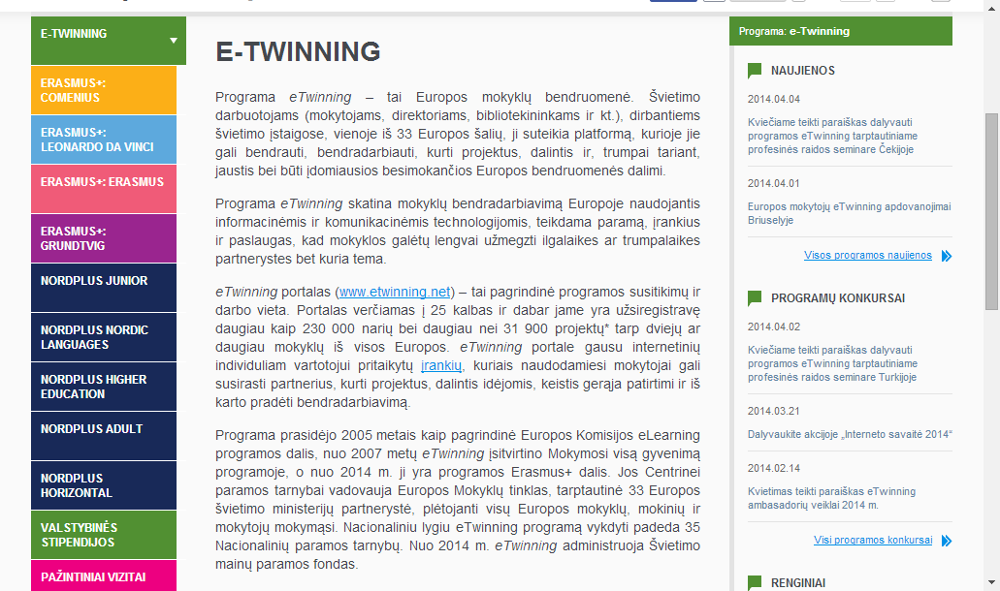 E-TWINNING
ERASMUS+:
COMENIUS
ERASMUS+:
LEONARDO DA VINCI
ERASMUS+: ERASMUS
ERASMUS+:
GRUNDTVIG
NORDPLUS JUNIOR
NORDPLUS NORDIC
LANGUAGES
NORDPLUS HIGHER
EDUCATION
NORDPLUS ADULT
NORDPLUS
HORIZONTAL
VALSTYBINĖS
STIPENDIJOS
PAŽINTINIAI VIZITAI
E-TWINNING
Programa eTwinning – tai Europos mokyklų bendruomenė. Švietimo
darbuotojams (mokytojams, direktoriams, bibliotekininkams ir kt.), dirbantiems
švietimo įstaigose, vienoje iš 33 Europos šalių, ji suteikia platformą, kurioje jie
gali bendrauti, bendradarbiauti, kurti projektus, dalintis ir, trumpai tariant,
jaustis bei būti įdomiausios besimokančios Europos bendruomenės dalimi.
Programa eTwinning skatina mokyklų bendradarbiavimą Europoje naudojantis
informacinėmis ir komunikacinėmis technologijomis, teikdama paramą, įrankius
ir paslaugas, kad mokyklos galėtų lengvai užmegzti ilgalaikes ar trumpalaikes
partnerystes bet kuria tema.
eTwinning portalas (www.etwinning.net) – tai pagrindinė programos susitikimų ir
darbo vieta. Portalas verčiamas į 25 kalbas ir dabar jame yra užsiregistravę
daugiau kaip 230 000 narių bei daugiau nei 31 900 projektų* tarp dviejų ar
daugiau mokyklų iš visos Europos. eTwinning portale gausu internetinių
individuliam vartotojui pritaikytų įrankių, kuriais naudodamiesi mokytojai gali
susirasti partnerius, kurti projektus, dalintis idėjomis, keistis gerąja patirtimi ir iš
karto pradėti bendradarbiavimą.
Programa prasidėjo 2005 metais kaip pagrindinė Europos Komisijos eLearning
programos dalis, nuo 2007 metų eTwinning įsitvirtino Mokymosi visą gyvenimą
programoje, o nuo 2014 m. ji yra programos Erasmus+ dalis. Jos Centrinei
paramos tarnybai vadovauja Europos Mokyklų tinklas, tarptautinė 33 Europos
švietimo ministerijų partnerystė, plėtojanti visų Europos mokyklų, mokinių ir
mokytojų mokymąsi. Nacionaliniu lygiu eTwinning programą vykdyti padeda 35
Nacionalinių paramos tarnybų. Nuo 2014 m. eTwinning administruoja Švietimo
mainų paramos fondas.
Programa: e-Twinning
NAUJIENOS
2014.04.04
Kviečiame teikti paraiškas dalyvauti
programos eTwinning tarptautiniame
profesinės raidos seminare Čekijoje
2014.04.01
Europos mokytojų eTwinning apdovanojimai
Briuselyje
Visos programos naujienos
PROGRAMŲ KONKURSAI
2014.04.02
Kviečiame teikti paraiškas dalyvauti
programos eTwinning tarptautiniame
profesinės raidos seminare Turkijoje
2014.03.21
Dalyvaukite akcijoje „Interneto savaitė 2014“
2014.02.14
Kvietimas teikti paraiškas eTwinning
ambasadorių veiklai 2014 m.
Visi programos konkursai
RENGINIAI